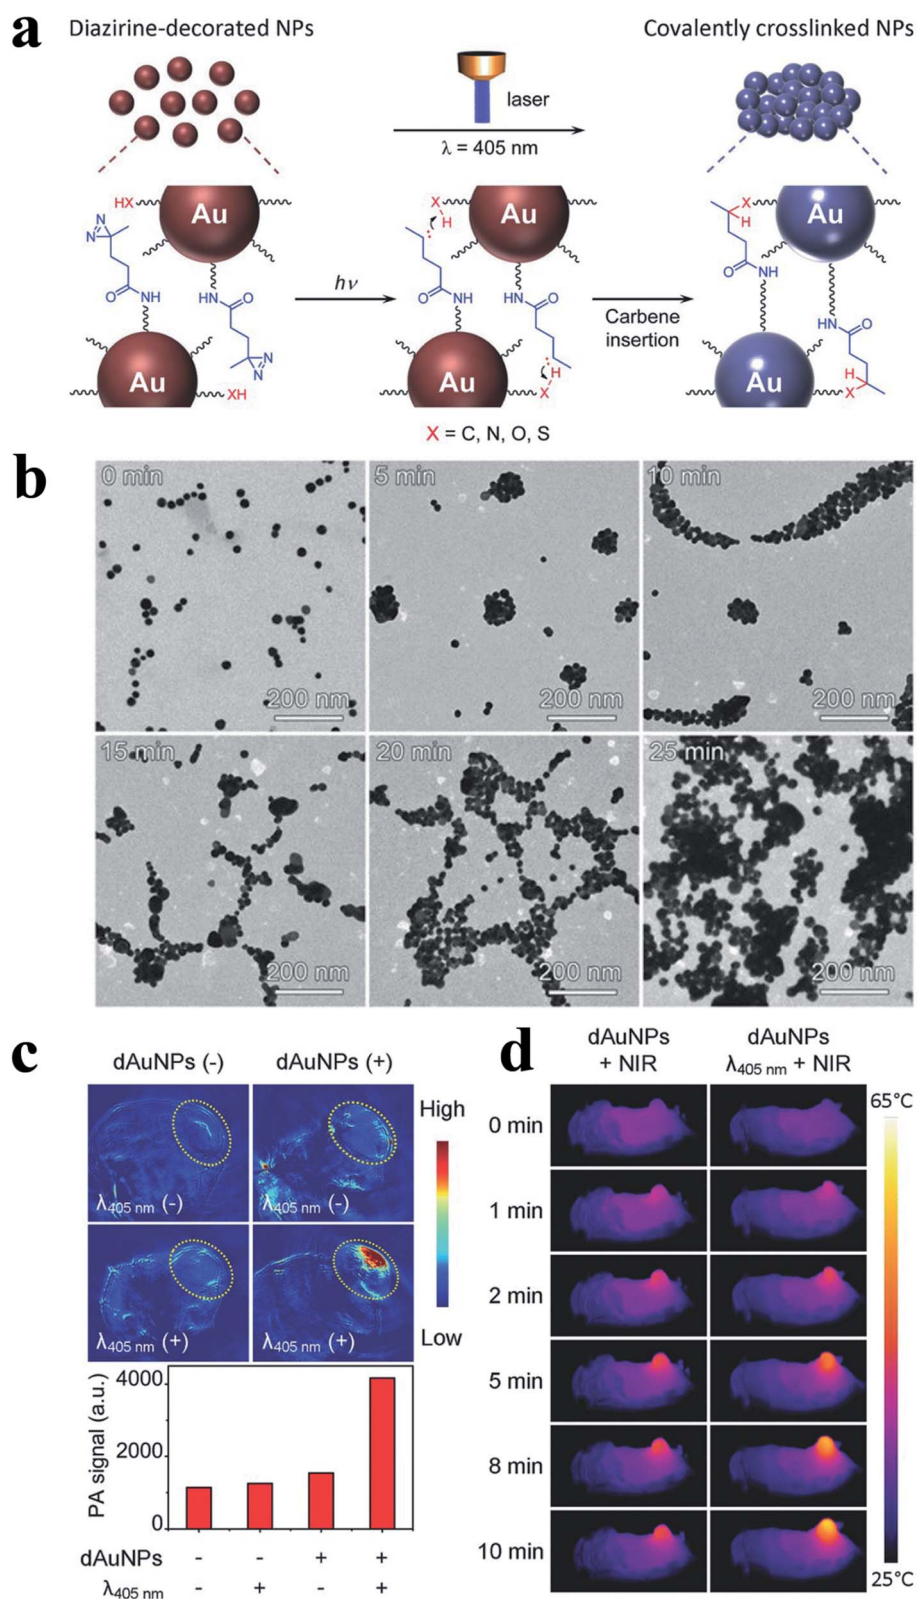 a
Diazirine-decorated NPs
Covalently crosslinked NPs
laser
λ = 405 nm
HX
Au
X
H
Au
X
H
Au
N
N
O
NH
HN
O
hν
O
NH
HN
O
Carbene
insertion
O
NH
HN
O
N
N
Au
XH
Au
H
X
Au
H
X
X = C, N, O, S
b
0 min
5 min
10 min
200 nm
200 nm
200 nm
15 min
20 min
25 min
200 nm
200 nm
200 nm
c
dAuNPs (-)
dAuNPs (+)
High
λ405 nm (-)
λ405 nm (-)
λ405 nm (+)
λ405 nm (+)
Low
PA signal (a.u.)
4000
2000
0
dAuNPs - - + +
λ405 nm - + - +
d
dAuNPs
+ NIR
dAuNPs
λ405 nm + NIR
65°C
0 min
1 min
2 min
5 min
8 min
10 min
25°C